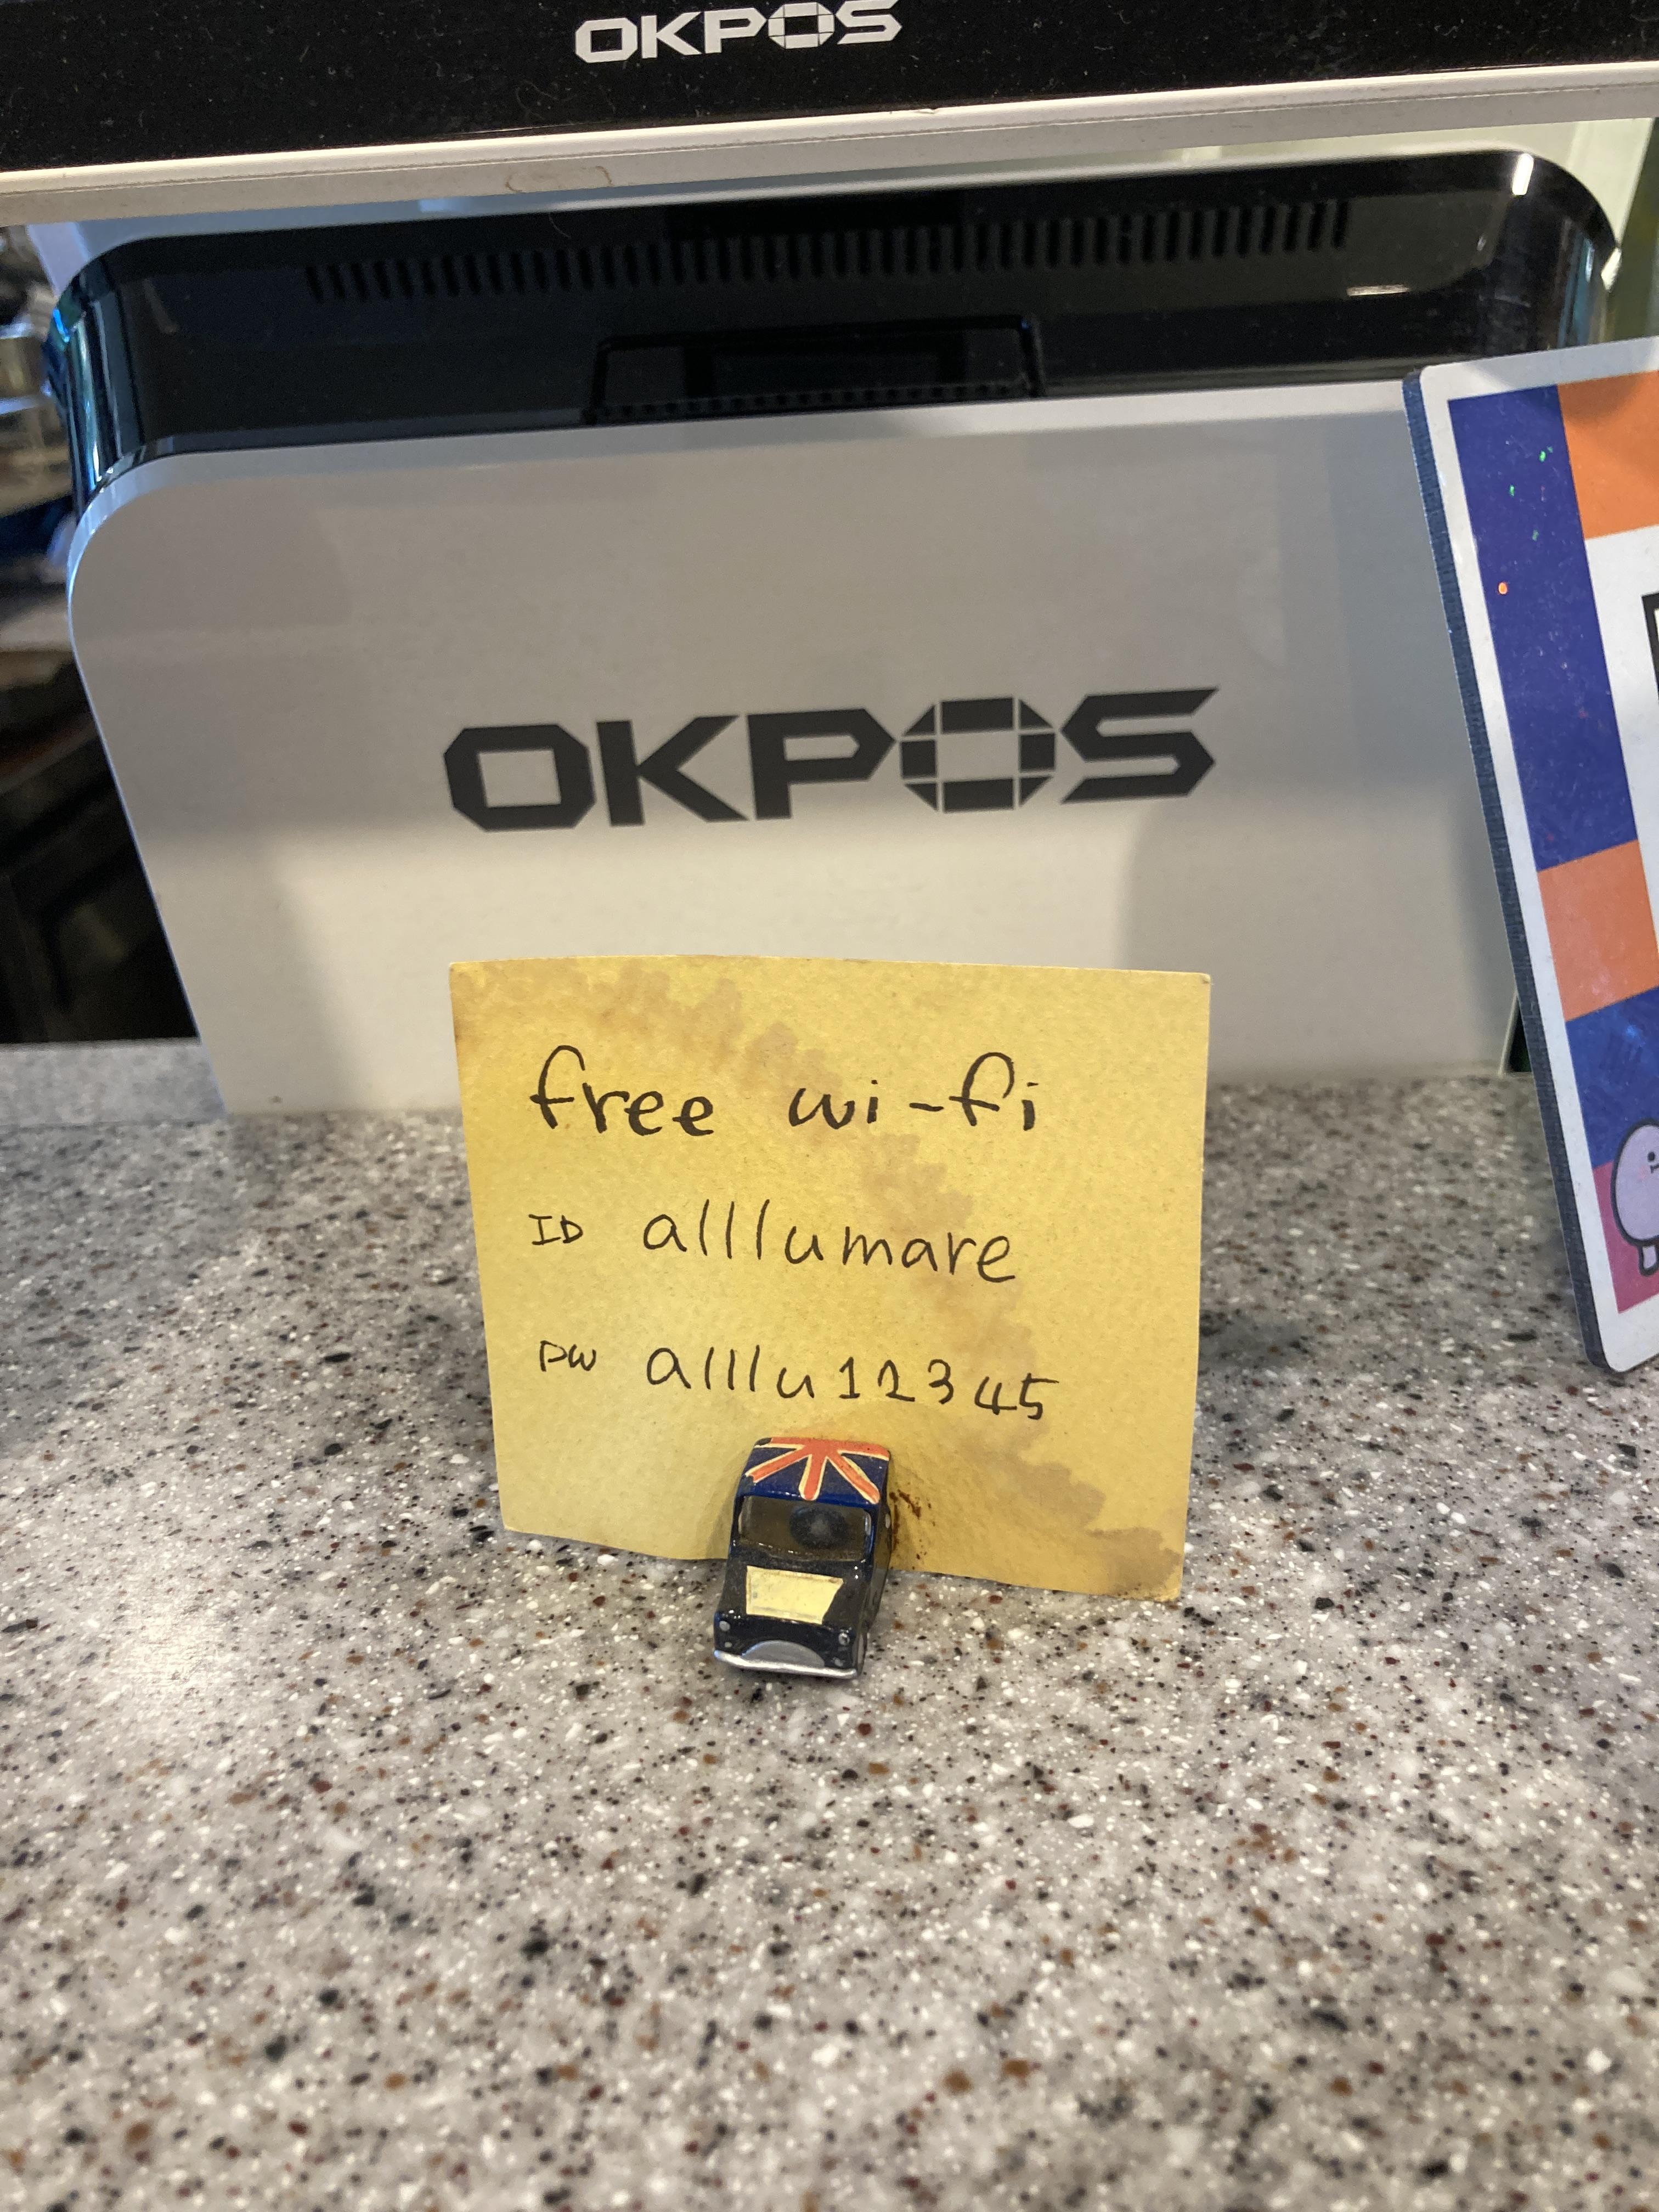 OKPOS
OKPOS
free wi-fi
ID alllumare
PW alllu12345